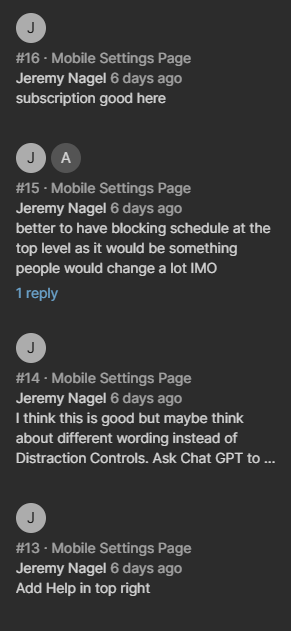 J
#16 · Mobile Settings Page
Jeremy Nagel 6 days ago
subscription good here
J A
#15 · Mobile Settings Page
Jeremy Nagel 6 days ago
better to have blocking schedule at the
top level as it would be something
people would change a lot IMO
1 reply
J
#14 · Mobile Settings Page
Jeremy Nagel 6 days ago
I think this is good but maybe think
about different wording instead of
Distraction Controls. Ask Chat GPT to ...
J
#13 · Mobile Settings Page
Jeremy Nagel 6 days ago
Add Help in top right